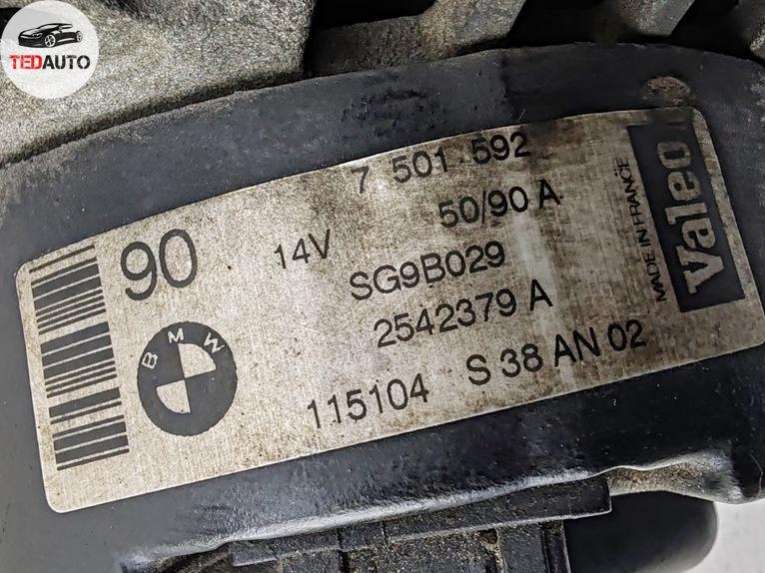 TEDAUTO
7 501 592
90 14V 50/90 A
SG9B029
2542379 A
115104 S 38 AN 02
BMW
MADE IN FRANCE
Valeo